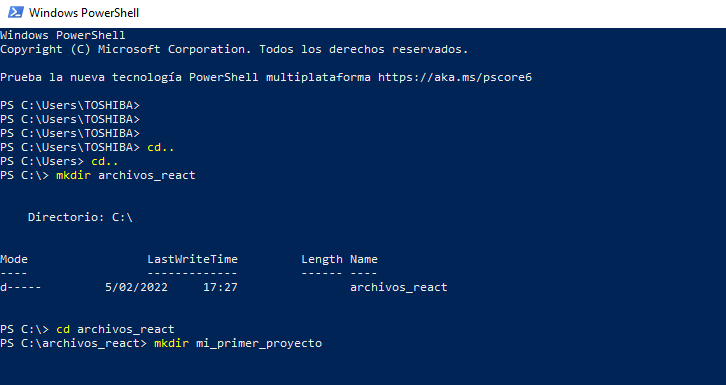 Windows PowerShell
Windows PowerShell
Copyright (C) Microsoft Corporation. Todos los derechos reservados.
Prueba la nueva tecnología PowerShell multiplataforma https://aka.ms/pscore6
PS C:\Users\TOSHIBA>
PS C:\Users\TOSHIBA>
PS C:\Users\TOSHIBA>
PS C:\Users\TOSHIBA> cd..
PS C:\Users> cd..
PS C:\> mkdir archivos_react
Directorio: C:\
Mode                 LastWriteTime         Length Name
----                 -------------         ------ ----
d-----        5/02/2022     17:27                archivos_react
PS C:\> cd archivos_react
PS C:\archivos_react> mkdir mi_primer_proyecto